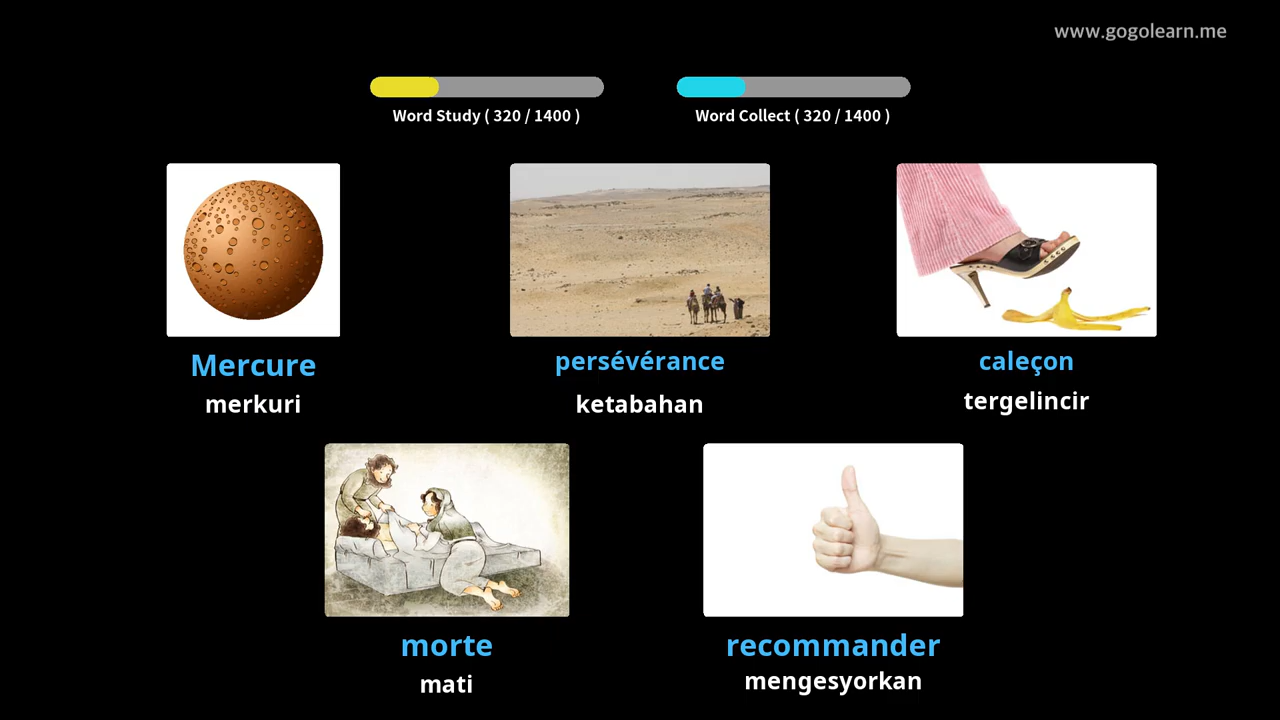 www.gogolearn.me
Word Study ( 320 / 1400 )
Word Collect ( 320 / 1400 )
Mercure
merkuri
persévérance
ketabahan
caleçon
tergelincir
morte
mati
recommander
mengesyorkan